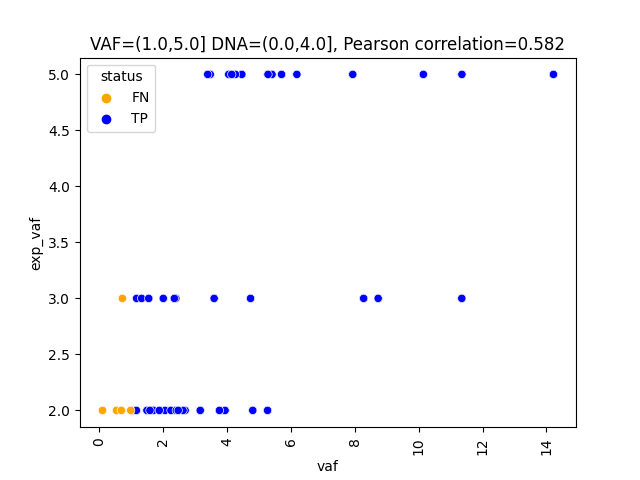 VAF=(1.0,5.0] DNA=(0.0,4.0], Pearson correlation=0.582
status
FN
TP
5.0
4.5
4.0
3.5
3.0
2.5
2.0
exp_vaf
0
2
4
6
8
10
12
14
vaf